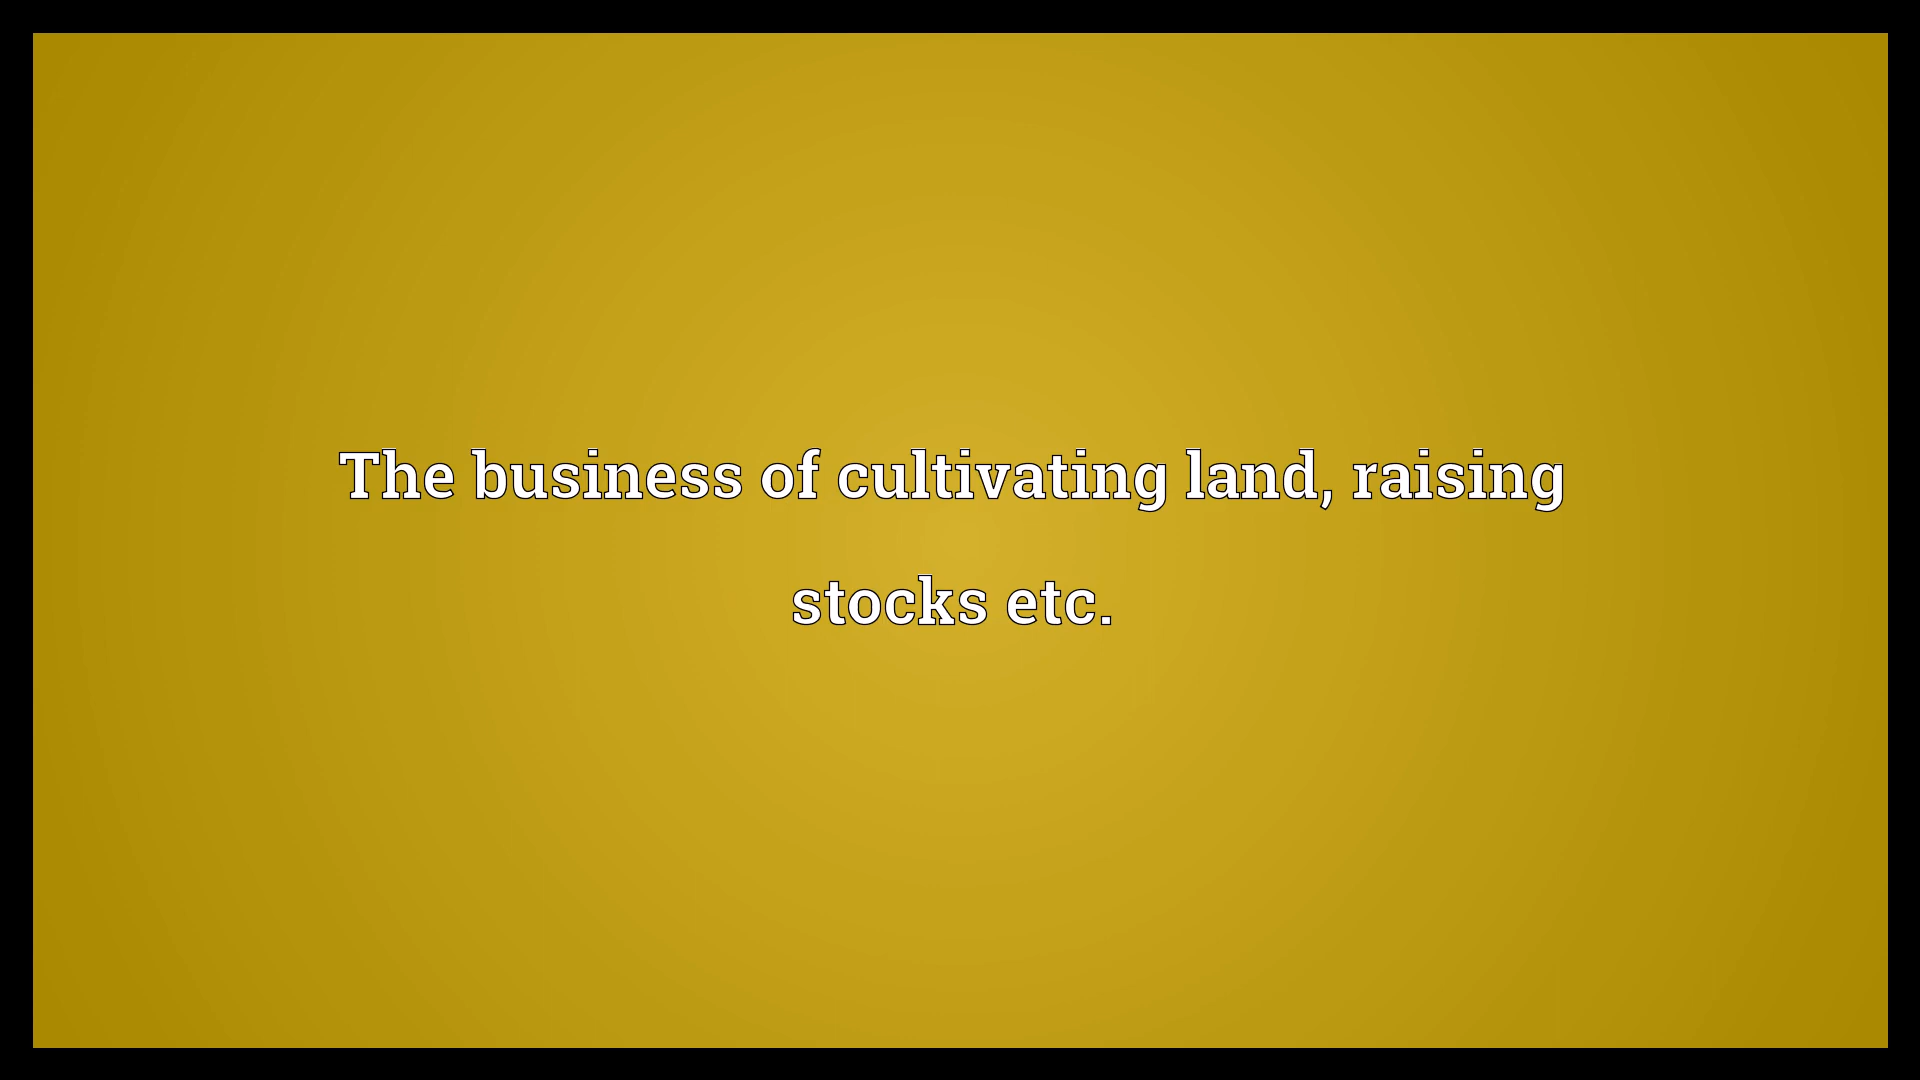 The business of cultivating land, raising
stocks etc.